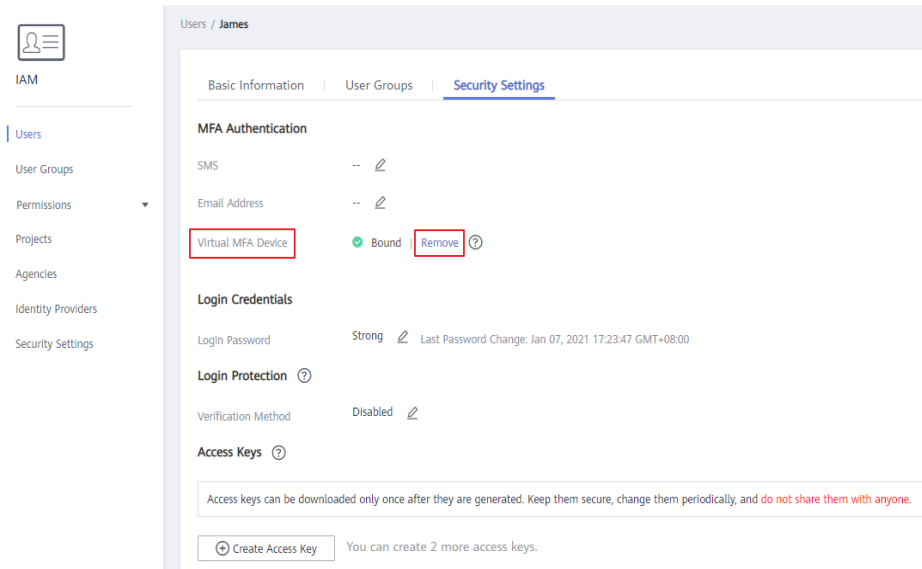 Users / James
IAM
Basic Information | User Groups | Security Settings
Users
User Groups
Permissions
Projects
Agencies
Identity Providers
Security Settings
MFA Authentication
SMS -- 
Email Address --
Virtual MFA Device Bound | Remove ?
Login Credentials
Login Password Strong Last Password Change: Jan 07, 2021 17:23:47 GMT+08:00
Login Protection ?
Verification Method Disabled
Access Keys ?
Access keys can be downloaded only once after they are generated. Keep them secure, change them periodically, and do not share them with anyone.
Create Access Key You can create 2 more access keys.